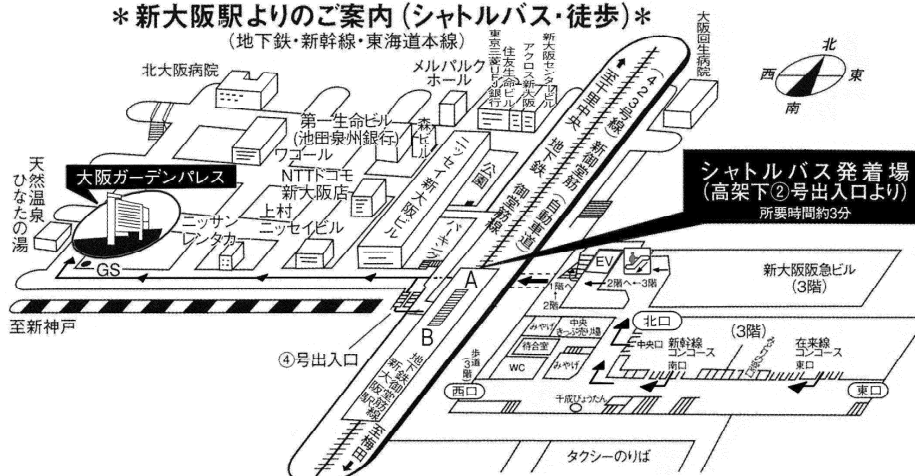 ＊新大阪駅よりのご案内(シャトルバス・徒歩)＊
(地下鉄・新幹線・東海道本線)
北大阪病院
メルパルク
ホール
東京三菱UFJ銀行
住友生命ビル
アクロス新大阪
新大阪センタービル
大阪回生病院
北
西
東
南
第一生命ビル
(池田泉州銀行)
森ビル
ワコール
NTTドコモ
新大阪店
上村
ニッセイビル
ニッサン
レンタカー
ニッセイ新大阪ビル
公園
パーキング
天然温泉
ひなたの湯
大阪ガーデンパレス
GS
至新神戸
至千里中央
(423号線)
新御堂筋(自動車道)
地下鉄 御堂筋線
シャトルバス発着場
(高架下②号出入口より)
所要時間約3分
A
B
④号出入口
地下鉄御堂筋線
新大阪駅
至梅田
EV
1階へ
↑
2階
2階へ←3階
新大阪阪急ビル
(3階)
北口
みやげ
中央
きっぷ売り場
待合室
WC
みやげ
歩道
(3階)
西口
中央口
新幹線
コンコース
南口
(3階)
みどりの窓口
在来線
コンコース
東口
東口
千成びょうたん
タクシーのりば